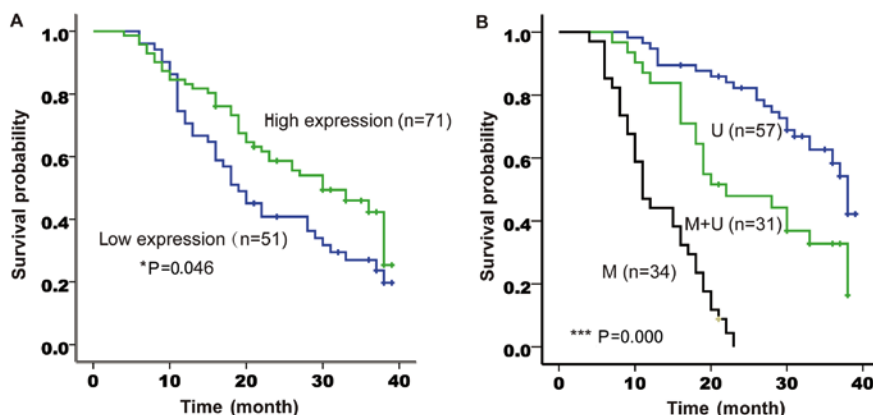 A
Survival probability
1.0
0.8
0.6
0.4
0.2
0.0
High expression (n=71)
Low expression (n=51)
*P=0.046
0 10 20 30 40
Time (month)
B
Survival probability
1.0
0.8
0.6
0.4
0.2
0.0
U (n=57)
M+U (n=31)
M (n=34)
*** P=0.000
0 10 20 30 40
Time (month)